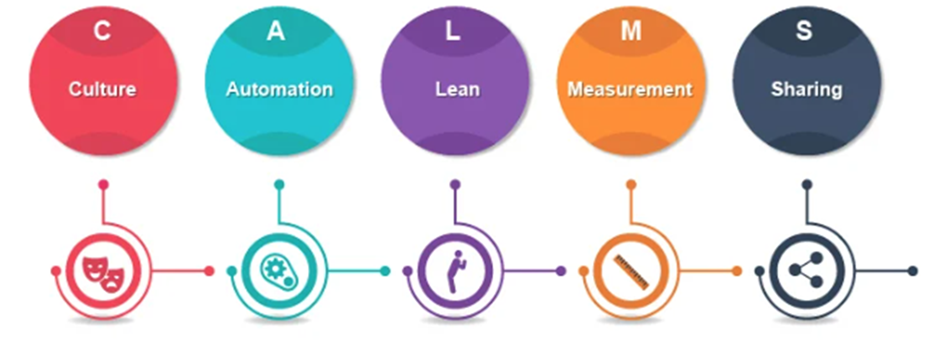 C
Culture
A
Automation
L
Lean
M
Measurement
S
Sharing